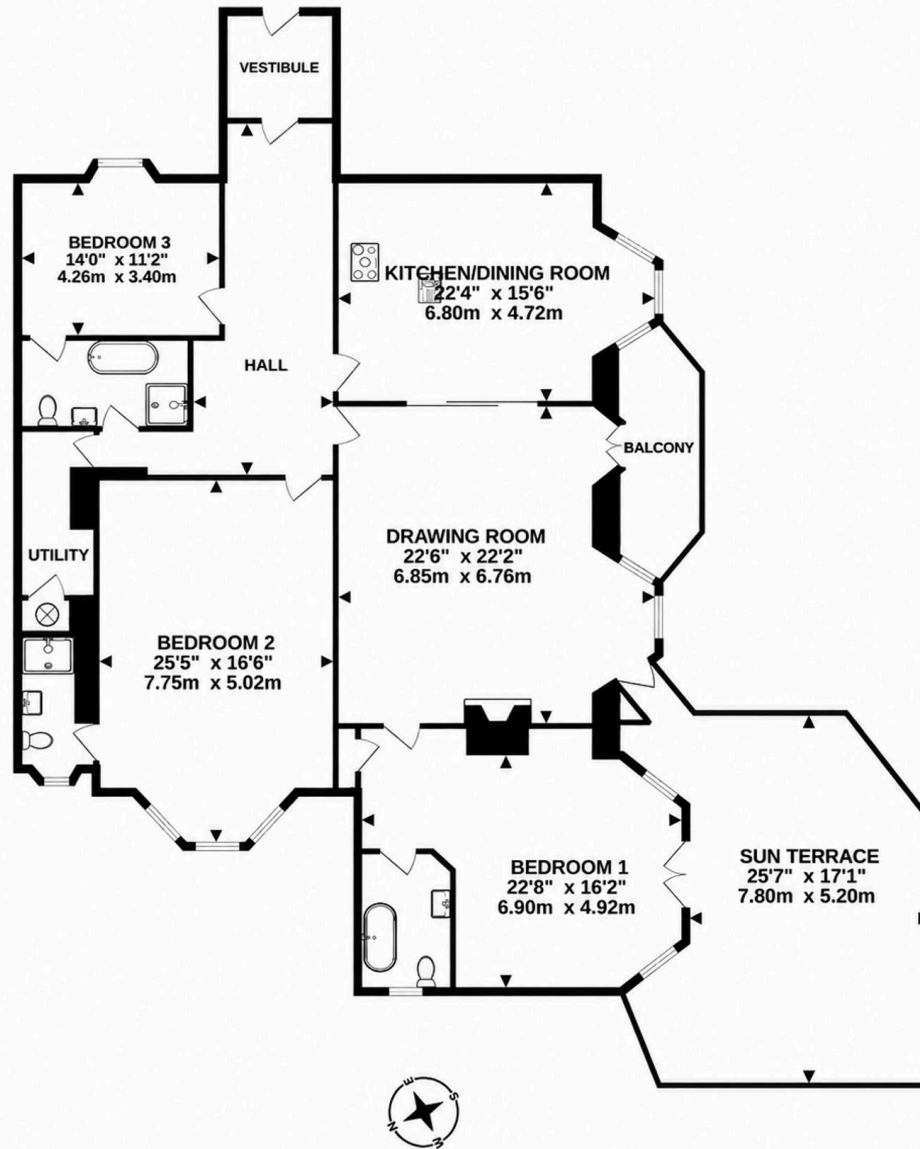 VESTIBULE
BEDROOM 3
14'0" x 11'2"
4.26m x 3.40m
KITCHEN/DINING ROOM
22'4" x 15'6"
6.80m x 4.72m
HALL
BALCONY
DRAWING ROOM
22'6" x 22'2"
6.85m x 6.76m
UTILITY
BEDROOM 2
25'5" x 16'6"
7.75m x 5.02m
BEDROOM 1
22'8" x 16'2"
6.90m x 4.92m
SUN TERRACE
25'7" x 17'1"
7.80m x 5.20m
E
S
N
W